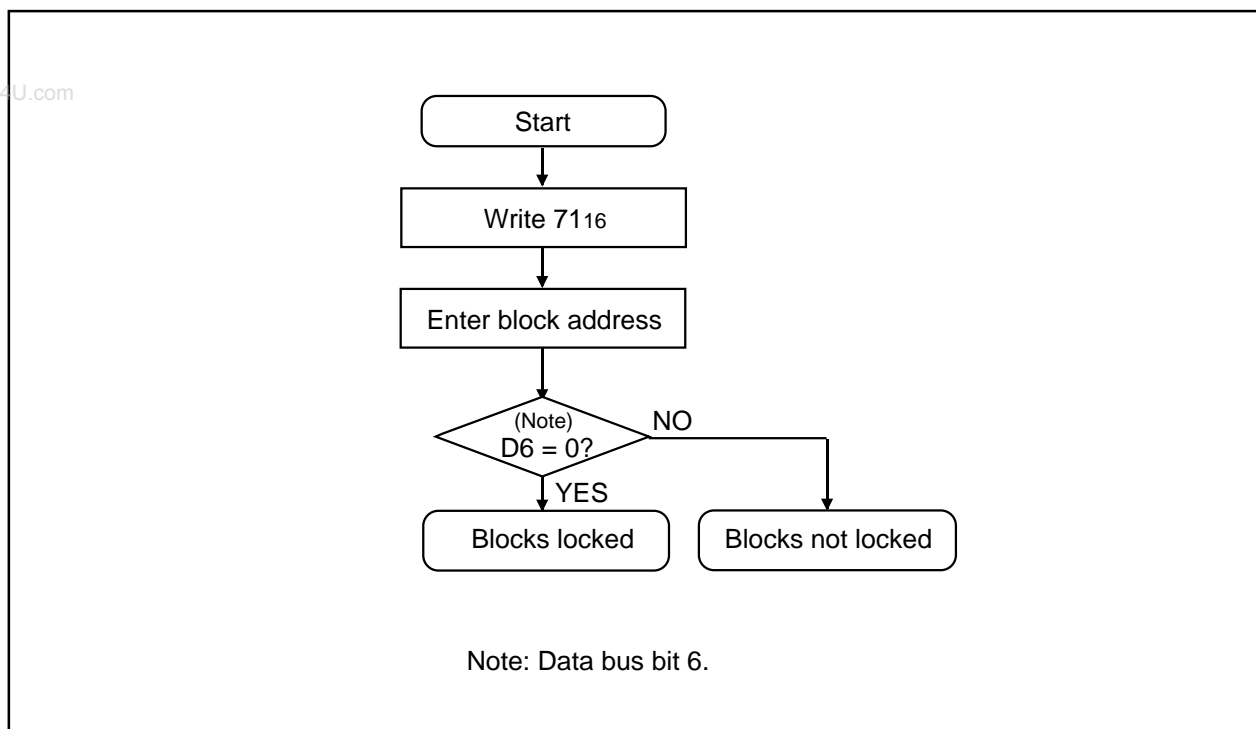 4U.com
Start
Write 7116
Enter block address
(Note)
D6 = 0?
NO
YES
Blocks locked
Blocks not locked
Note: Data bus bit 6.